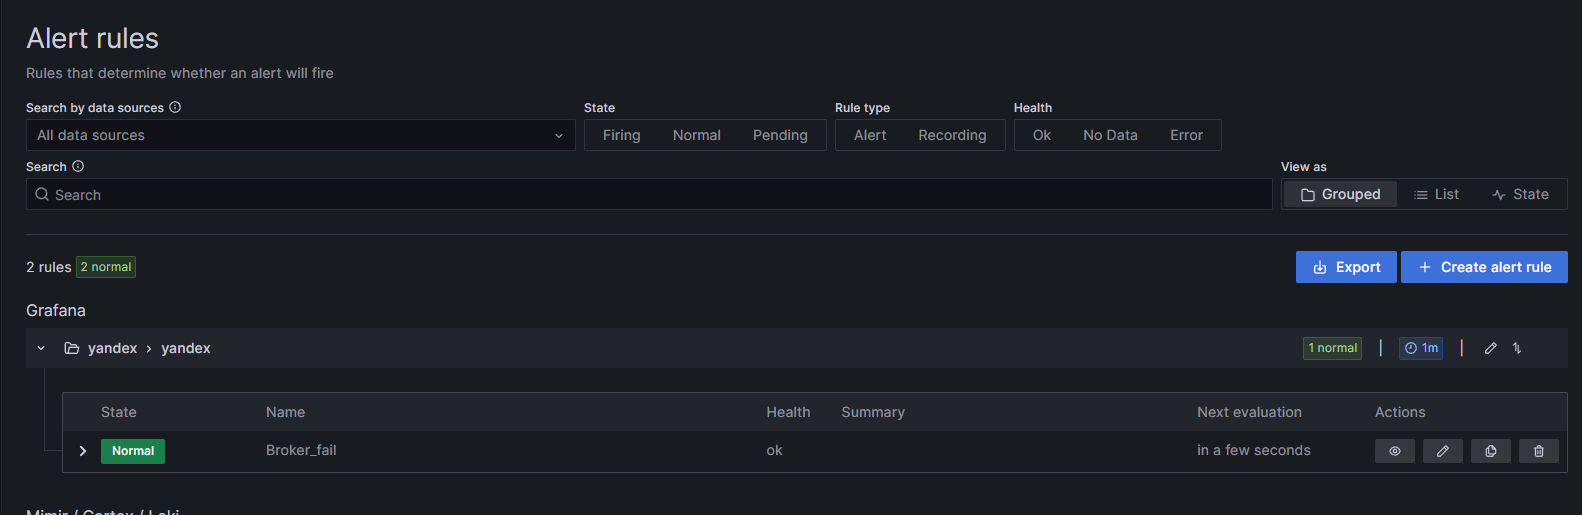 Alert rules
Rules that determine whether an alert will fire
Search by data sources State Rule type Health
All data sources Firing Normal Pending Alert Recording Ok No Data Error
Search View as
Search Grouped List State
2 rules 2 normal Export Create alert rule
Grafana
yandex › yandex 1 normal | 1m |
State Name Health Summary Next evaluation Actions
Normal Broker_fail ok in a few seconds
Mimir / Cortex / Loki